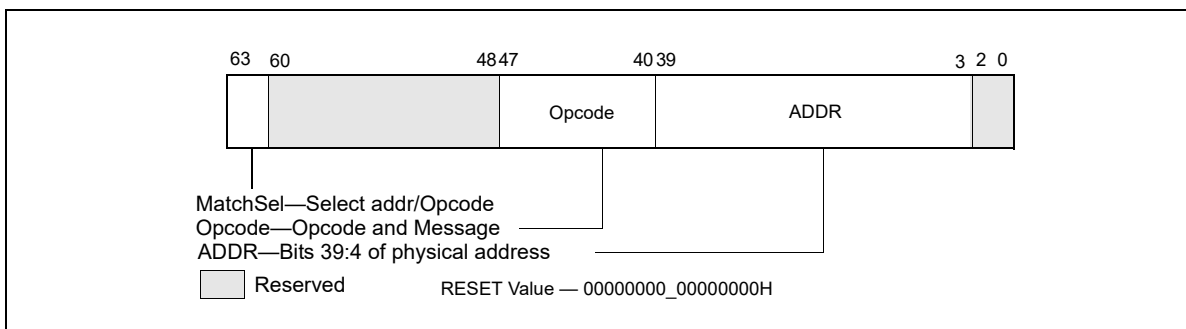 63 60 48 47 40 39 3 2 0
Opcode ADDR
MatchSel—Select addr/Opcode
Opcode—Opcode and Message
ADDR—Bits 39:4 of physical address
Reserved RESET Value — 00000000_00000000H